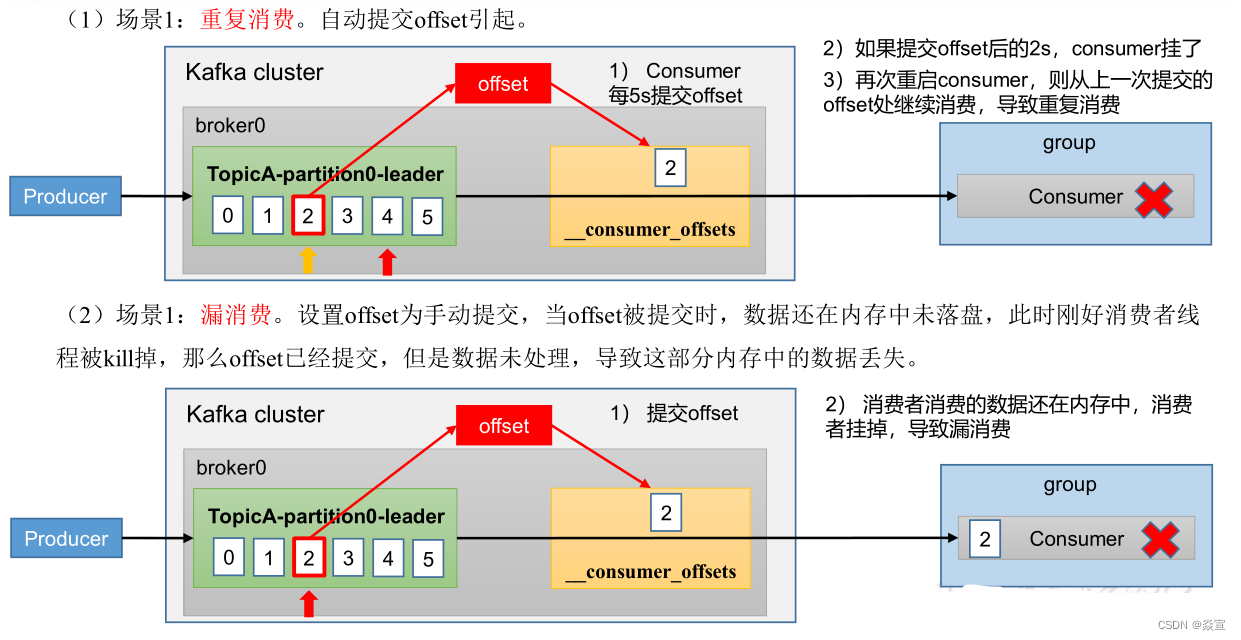 （1）场景1：重复消费。自动提交offset引起。
Kafka cluster
offset
1） Consumer
每5s提交offset
2）如果提交offset后的2s，consumer挂了
3）再次重启consumer，则从上一次提交的
offset处继续消费，导致重复消费
broker0
group
TopicA-partition0-leader
2
Producer
0 1 2 3 4 5
Consumer
__consumer_offsets
（2）场景1：漏消费。设置offset为手动提交，当offset被提交时，数据还在内存中未落盘，此时刚好消费者线
程被kill掉，那么offset已经提交，但是数据未处理，导致这部分内存中的数据丢失。
Kafka cluster
offset
1） 提交offset
2） 消费者消费的数据还在内存中，消费
者挂掉，导致漏消费
broker0
group
TopicA-partition0-leader
2
Producer
0 1 2 3 4 5
2
Consumer
__consumer_offsets
CSDN @焱宣